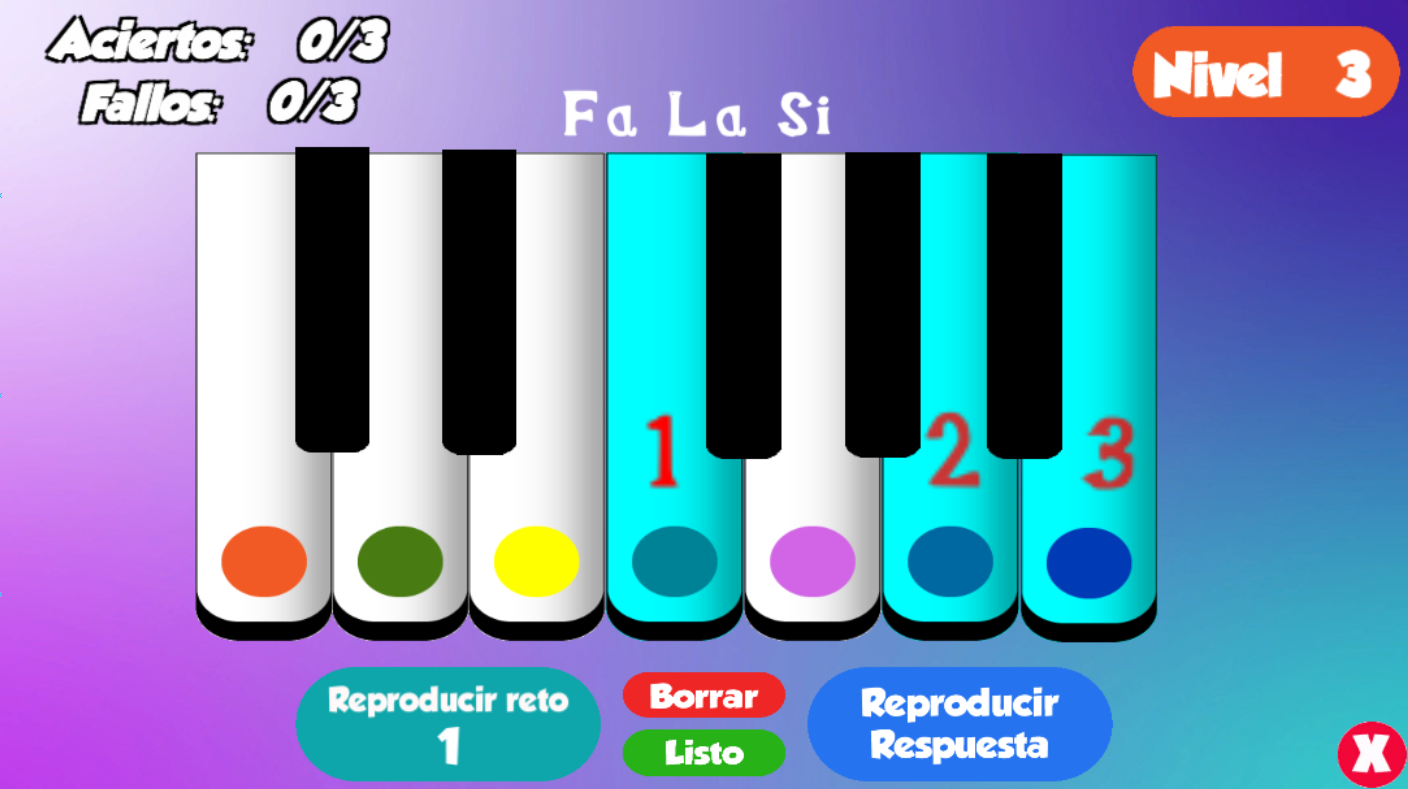 Aciertos: 0/3
Fallos: 0/3
Nivel 3
Fa La Si
1
2
3
Reproducir reto
1
Borrar
Listo
Reproducir
Respuesta
X